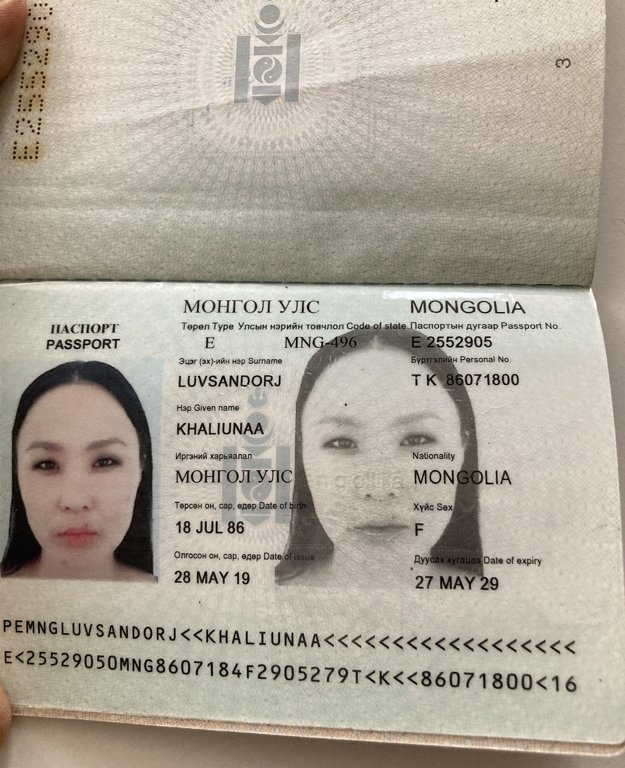 E2552905
3
МОНГОЛ УЛС MONGOLIA
ПАСПОРТ
PASSPORT
Төрөл Type Улсын нэрийн товчлол Code of state Паспортын дугаар Passport No.
E MNG-496 E 2552905
Эцэг (эх)-ийн нэр Surname Бүртгэлийн Personal No.
LUVSANDORJ T K 86071800
Нэр Given name
KHALIUNAA
Иргэний харьяалал Nationality
МОНГОЛ УЛС MONGOLIA
Төрсөн он, сар, өдөр Date of birth Хүйс Sex
18 JUL 86 F
Олгосон он, сар, өдөр Date of issue Дуусах хугацаа Date of expiry
28 MAY 19 27 MAY 29
PEMNGLUVSANDORJ<<KHALIUNAA<<<<<<<<<<<<<<<<<<
E<25529050MNG8607184F2905279T<K<<86071800<16